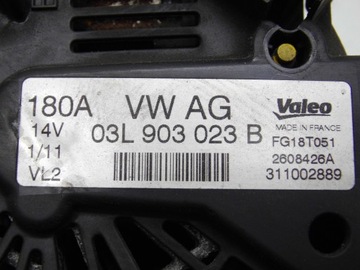 180A VW AG Valeo
14V 03L 903 023 B MADE IN FRANCE
1/11 FG18T051
VL2 2608426A
311002889